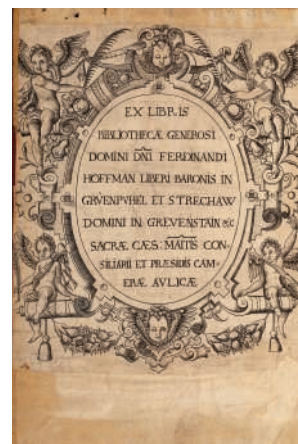 EX LIBRIS
BIBLIOTHECÆ GENEROSI
DOMINI DÑI FERDINANDI
HOFFMAN LIBERI BARONIS IN
GRVENPVHEL ET STRECHAW
DOMINI IN GREVENSTAIN &c
SACRÆ CÆS: MAITIS CON-
SILIARII ET PRÆSIDIS CAM-
ERÆ AVLICÆ